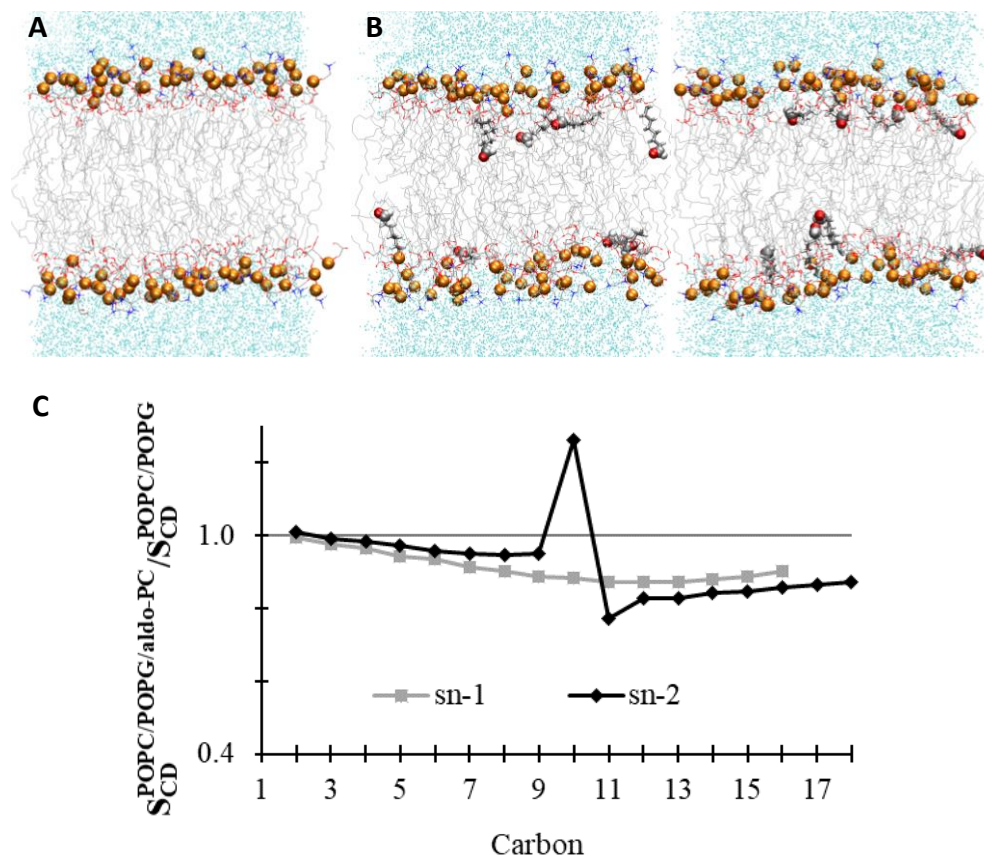 A
B
C
S_CD^POPC/POPG/aldo-PC/S_CD^POPC/POPG
1.0
0.4
sn-1
sn-2
1 3 5 7 9 11 13 15 17
Carbon